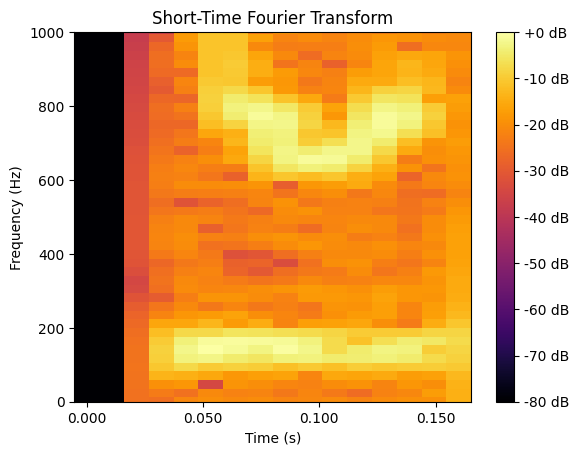 Short-Time Fourier Transform
1000
800
600
400
200
0
Frequency (Hz)
0.000
0.050
0.100
0.150
Time (s)
+0 dB
-10 dB
-20 dB
-30 dB
-40 dB
-50 dB
-60 dB
-70 dB
-80 dB